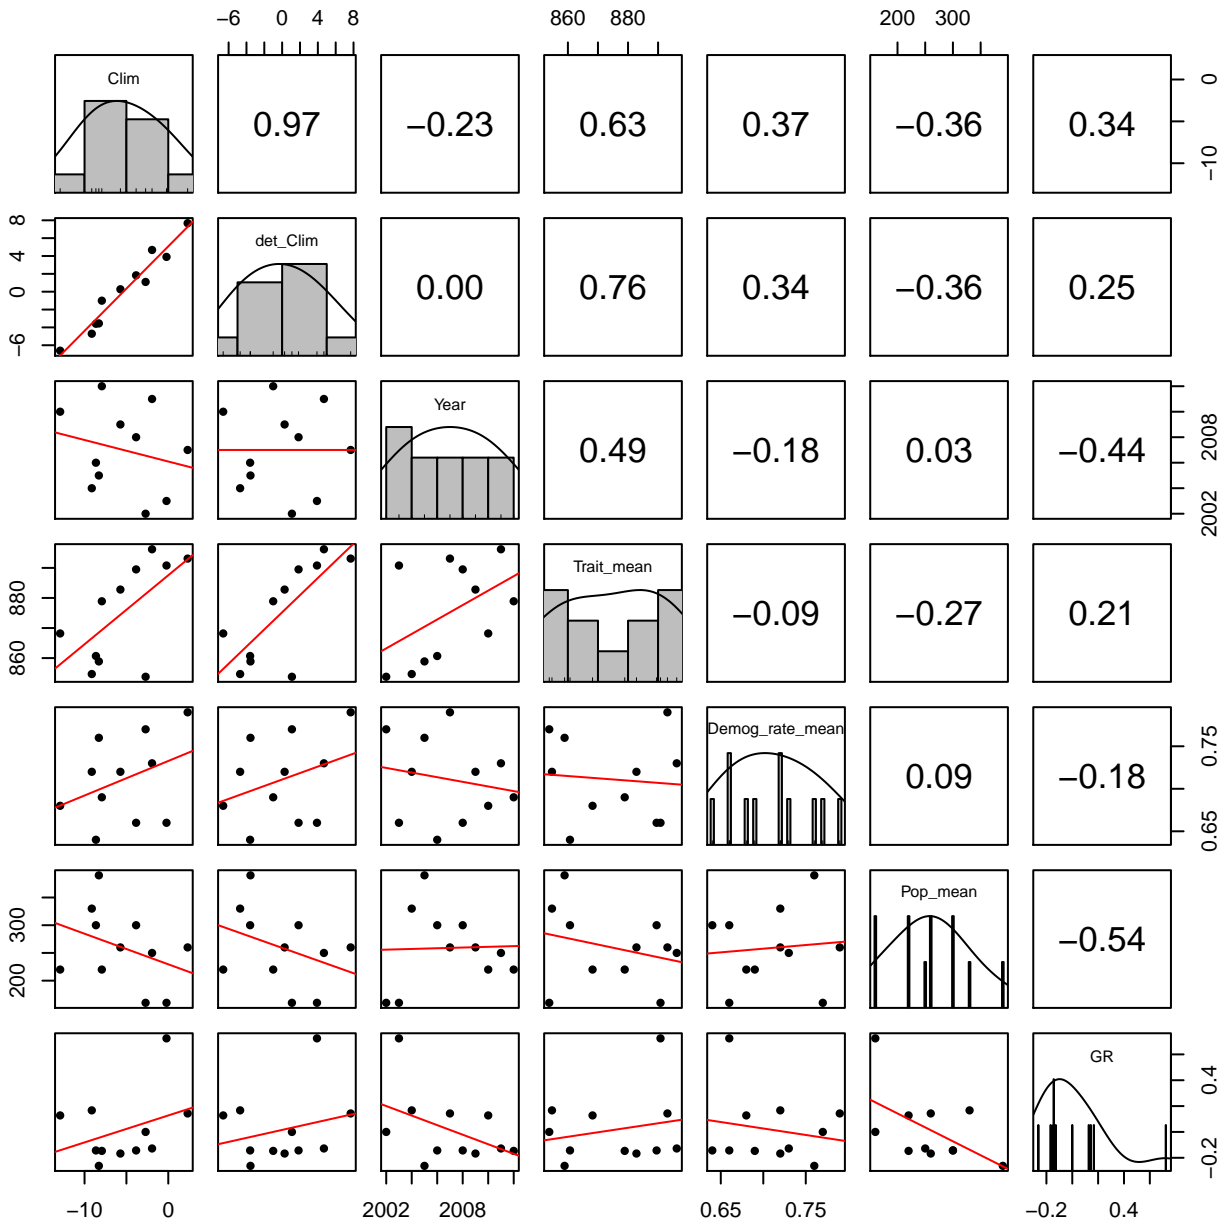 −6 0 4 8 860 880 200 300
Clim 0.97 −0.23 0.63 0.37 −0.36 0.34 0 −10
8 4 0 −6 det_Clim 0.00 0.76 0.34 −0.36 0.25
Year 0.49 −0.18 0.03 −0.44 2008 2002
880 860 Trait_mean −0.09 −0.27 0.21
Demog_rate_mean 0.09 −0.18 0.75 0.65
300 200 Pop_mean −0.54
GR 0.4 −0.2
−10 0 2002 2008 0.65 0.75 −0.2 0.4